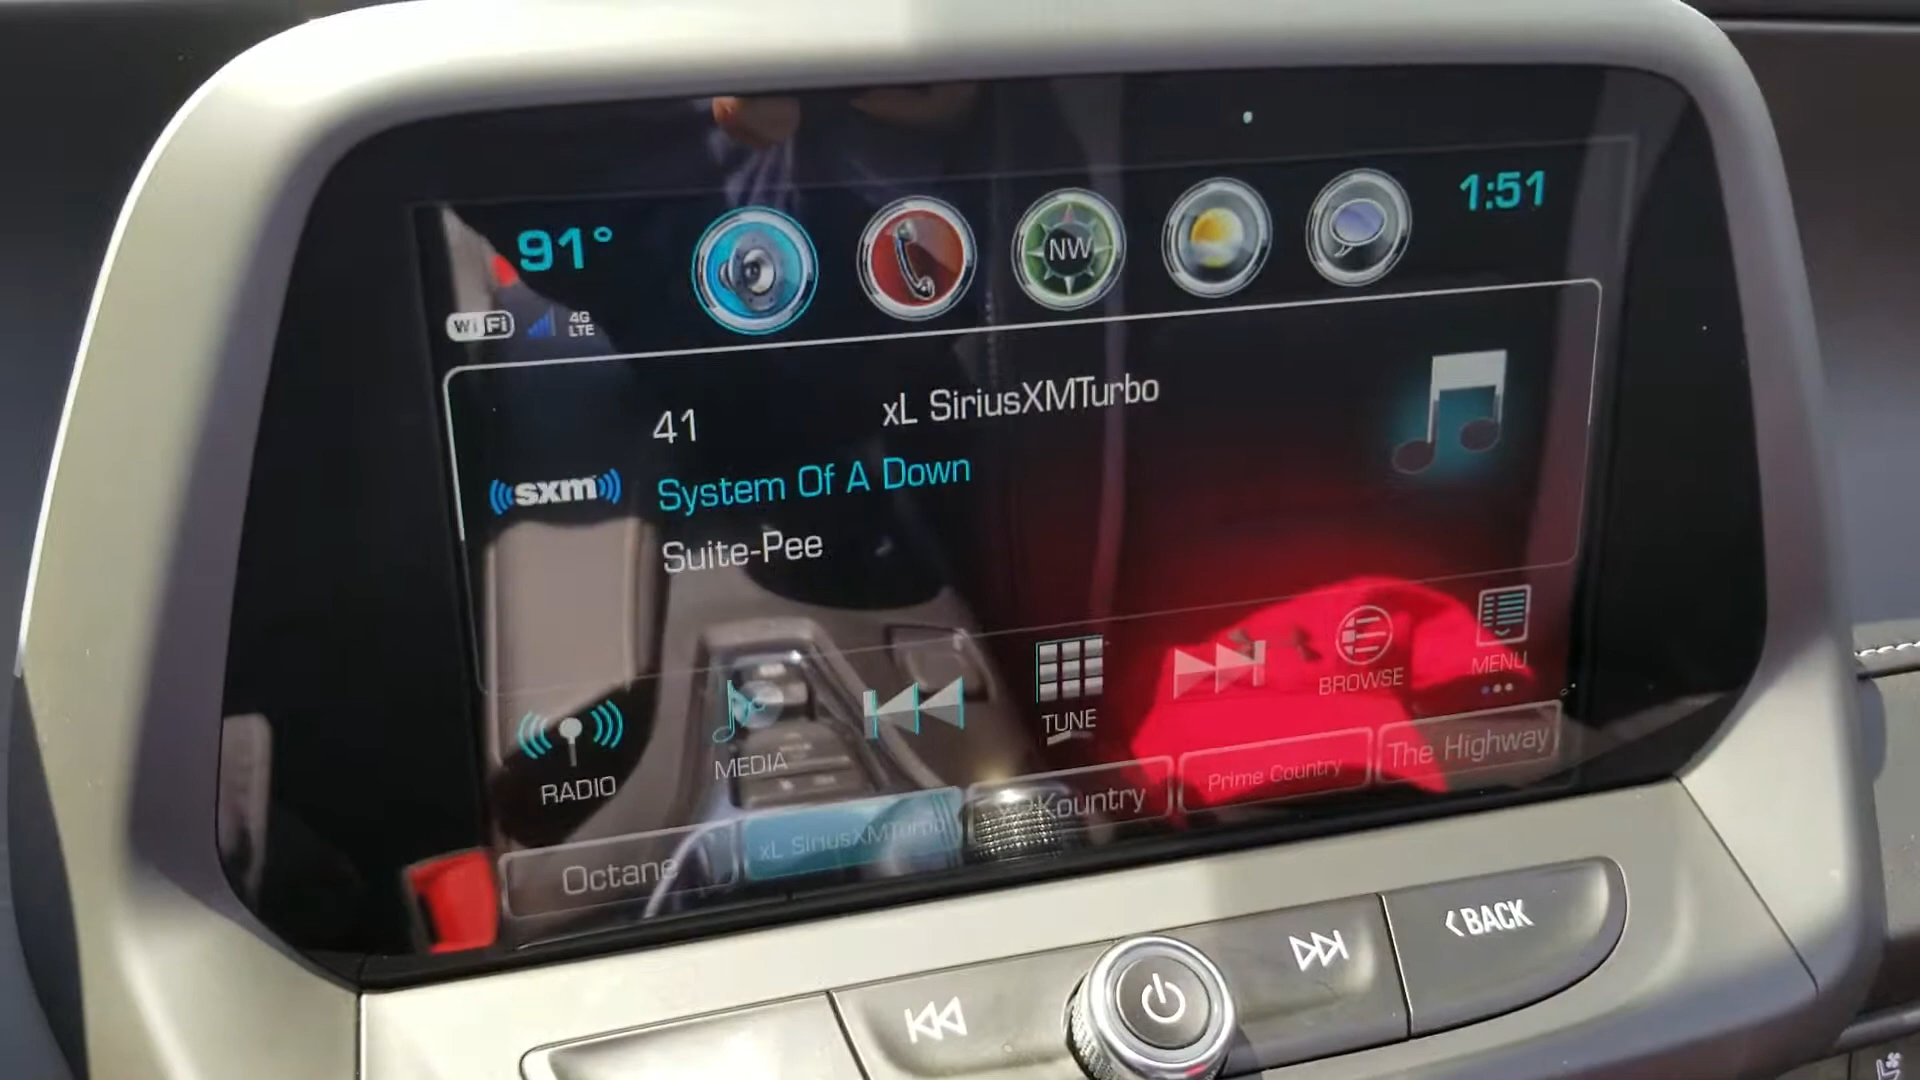 91°
NW
1:51
WiFi
4G
LTE
41
xL SiriusXMTurbo
((sxm))
System Of A Down
Suite-Pee
RADIO
MEDIA
TUNE
BROWSE
MENU
Octane
xL SiriusXMTurbo
Kountry
Prime Country
The Highway
BACK